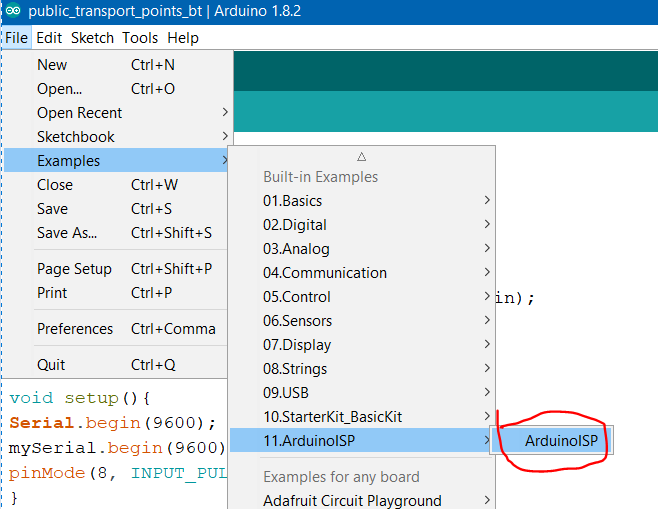 public_transport_points_bt | Arduino 1.8.2
File Edit Sketch Tools Help
New Ctrl+N
Open... Ctrl+O
Open Recent
Sketchbook
Examples
Close Ctrl+W
Save Ctrl+S
Save As... Ctrl+Shift+S
Page Setup Ctrl+Shift+P
Print Ctrl+P
Preferences Ctrl+Comma
Quit Ctrl+Q
Built-in Examples
01.Basics
02.Digital
03.Analog
04.Communication
05.Control
06.Sensors
07.Display
08.Strings
09.USB
10.StarterKit_BasicKit
11.ArduinoISP
Examples for any board
Adafruit Circuit Playground
ArduinoISP
in);
void setup(){
Serial.begin(9600);
mySerial.begin(9600)
pinMode(8, INPUT_PUL
}